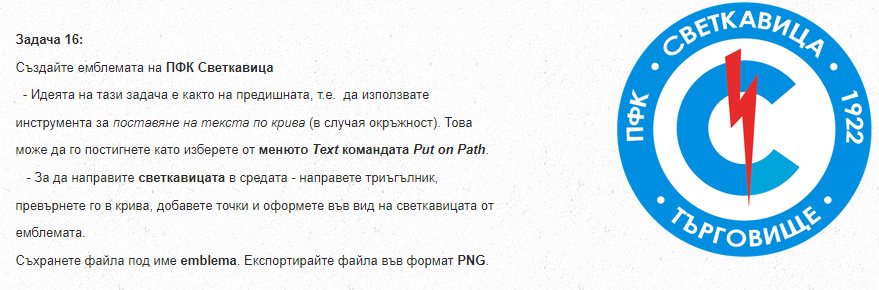 Задача 16:
Създайте емблемата на ПФК Светкавица
- Идеята на тази задача е както на предишната, т.е. да използвате
инструмента за поставяне на текста по крива (в случая окръжност). Това
може да го постигнете като изберете от менюто Text командата Put on Path.
- За да направите светкавицата в средата - направете триъгълник,
превърнете го в крива, добавете точки и оформете във вид на светкавицата от
емблемата.
Съхранете файла под име emblema. Експортирайте файла във формат PNG.
ПФК • СВЕТКАВИЦА • 1922
• ТЪРГОВИЩЕ •